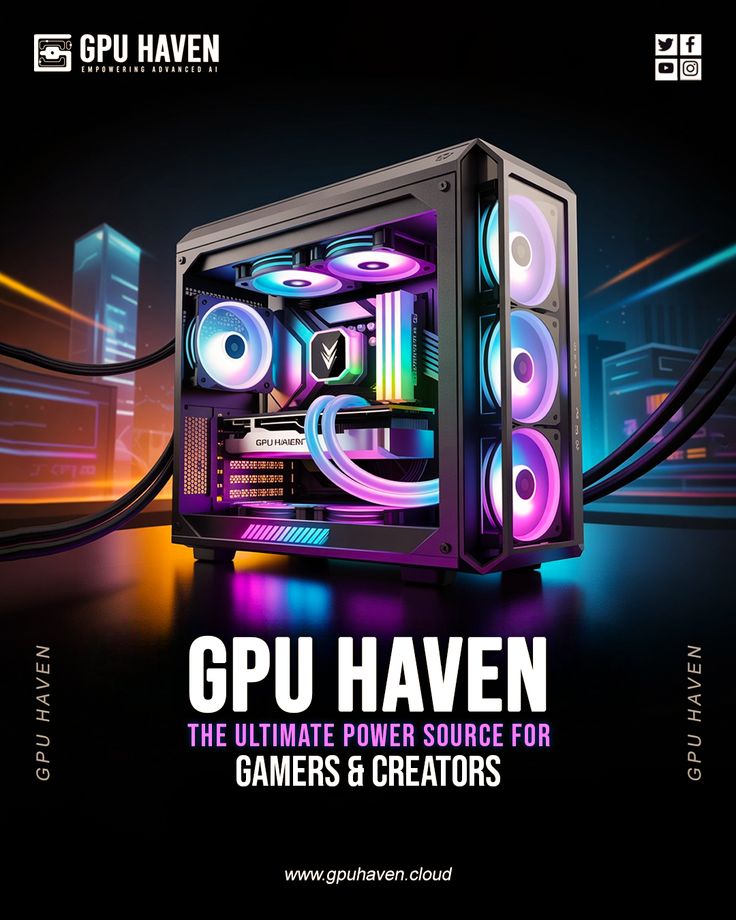 GPU HAVEN
EMPOWERING ADVANCED AI
GPU HAVEN
THE ULTIMATE POWER SOURCE FOR
GAMERS & CREATORS
GPU HAVEN
GPU HAVEN
www.gpuhaven.cloud